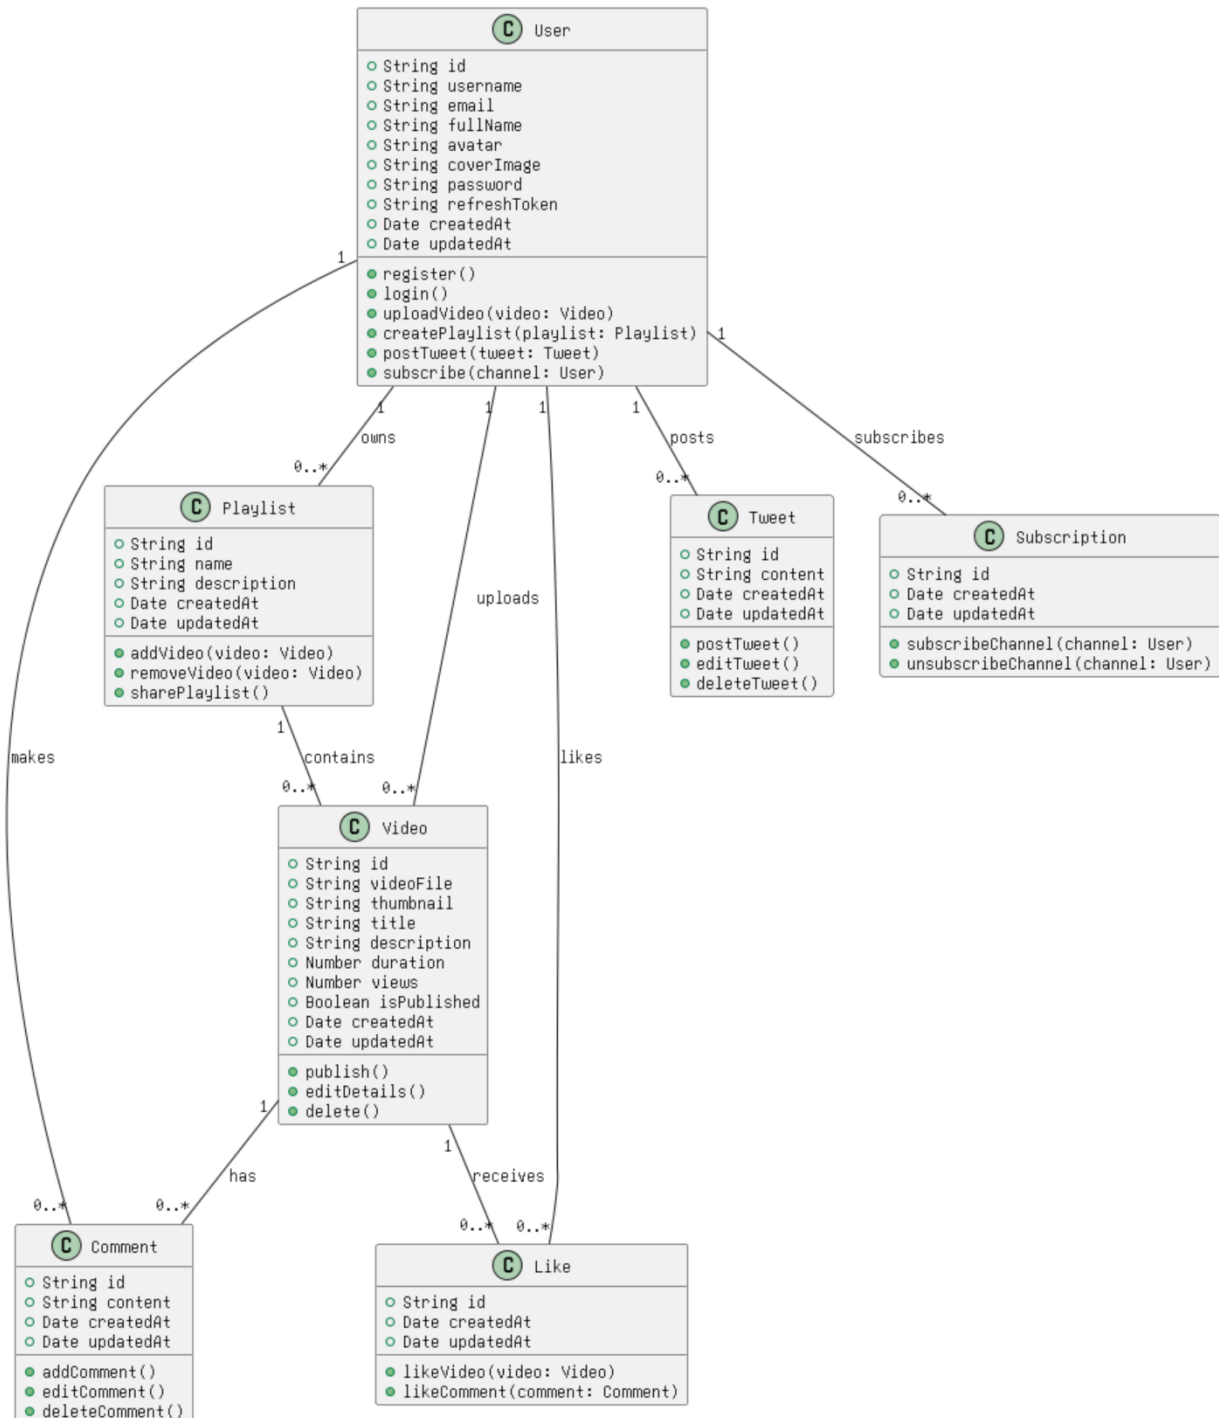 C User
String id
String username
String email
String fullName
String avatar
String coverImage
String password
String refreshToken
Date createdAt
Date updatedAt
register()
login()
uploadVideo(video: Video)
createPlaylist(playlist: Playlist)
postTweet(tweet: Tweet)
subscribe(channel: User)
1
1
1
1
1
1
owns
posts
subscribes
0..*
0..*
0..*
C Playlist
String id
String name
String description
Date createdAt
Date updatedAt
addVideo(video: Video)
removeVideo(video: Video)
sharePlaylist()
C Tweet
String id
String content
Date createdAt
Date updatedAt
postTweet()
editTweet()
deleteTweet()
C Subscription
String id
Date createdAt
Date updatedAt
subscribeChannel(channel: User)
unsubscribeChannel(channel: User)
uploads
1
makes
contains
likes
0..*
0..*
C Video
String id
String videoFile
String thumbnail
String title
String description
Number duration
Number views
Boolean isPublished
Date createdAt
Date updatedAt
publish()
editDetails()
delete()
1
1
has
receives
0..*
0..*
0..*
0..*
C Comment
String id
String content
Date createdAt
Date updatedAt
addComment()
editComment()
deleteComment()
C Like
String id
Date createdAt
Date updatedAt
likeVideo(video: Video)
likeComment(comment: Comment)